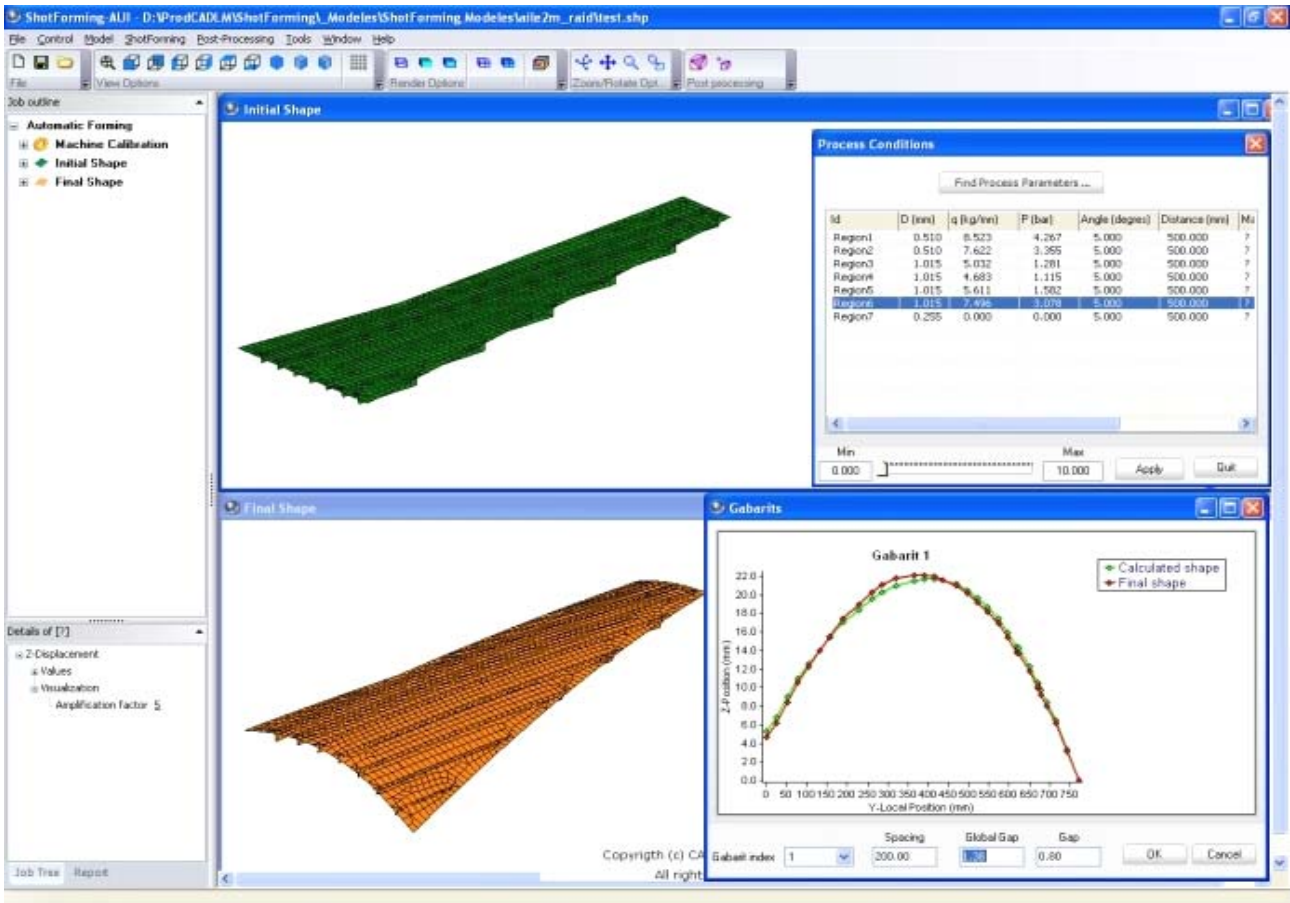 ShotForming-AUI - D:\ProdCADLM\ShotForming\_Modeles\ShotForming Modeles\aile2m_raid\test.shp
File Control Model ShotForming Post-Processing Tools Window Help
File View Options Render Options Zoom/Rotate Opt. Post processing
Job outline
Automatic Forming
Machine Calibration
Initial Shape
Final Shape
Initial Shape
Process Conditions
Find Process Parameters ...
Id D (mm) q (kg/mn) P (bar) Angle (degres) Distance (mm)
Region1 0.510 8.523 4.267 5.000 500.000 ?
Region2 0.510 7.622 3.355 5.000 500.000 ?
Region3 1.015 5.032 1.281 5.000 500.000 ?
Region4 1.015 4.683 1.115 5.000 500.000 ?
Region5 1.015 5.611 1.582 5.000 500.000 ?
Region6 1.015 7.496 3.078 5.000 500.000 ?
Region7 0.255 0.000 0.000 5.000 500.000 ?
Min Max
0.000 10.000 Apply Quit
Final Shape
Gabarits
Gabarit 1
Calculated shape
Final shape
22.0
20.0
18.0
16.0
14.0
12.0
10.0
8.0
6.0
4.0
2.0
0.0
Z-Position (mm)
0 50 100 150 200 250 300 350 400 450 500 550 600 650 700 750
Y-Local Position (mm)
Spacing Global Gap Gap
Gabarit index 1 200.00 0.80 OK Cancel
Details of [?]
Z-Displacement
Values
Visualization
Amplification factor 5
Job Tree Report
Copyrigth (c) CA
All right